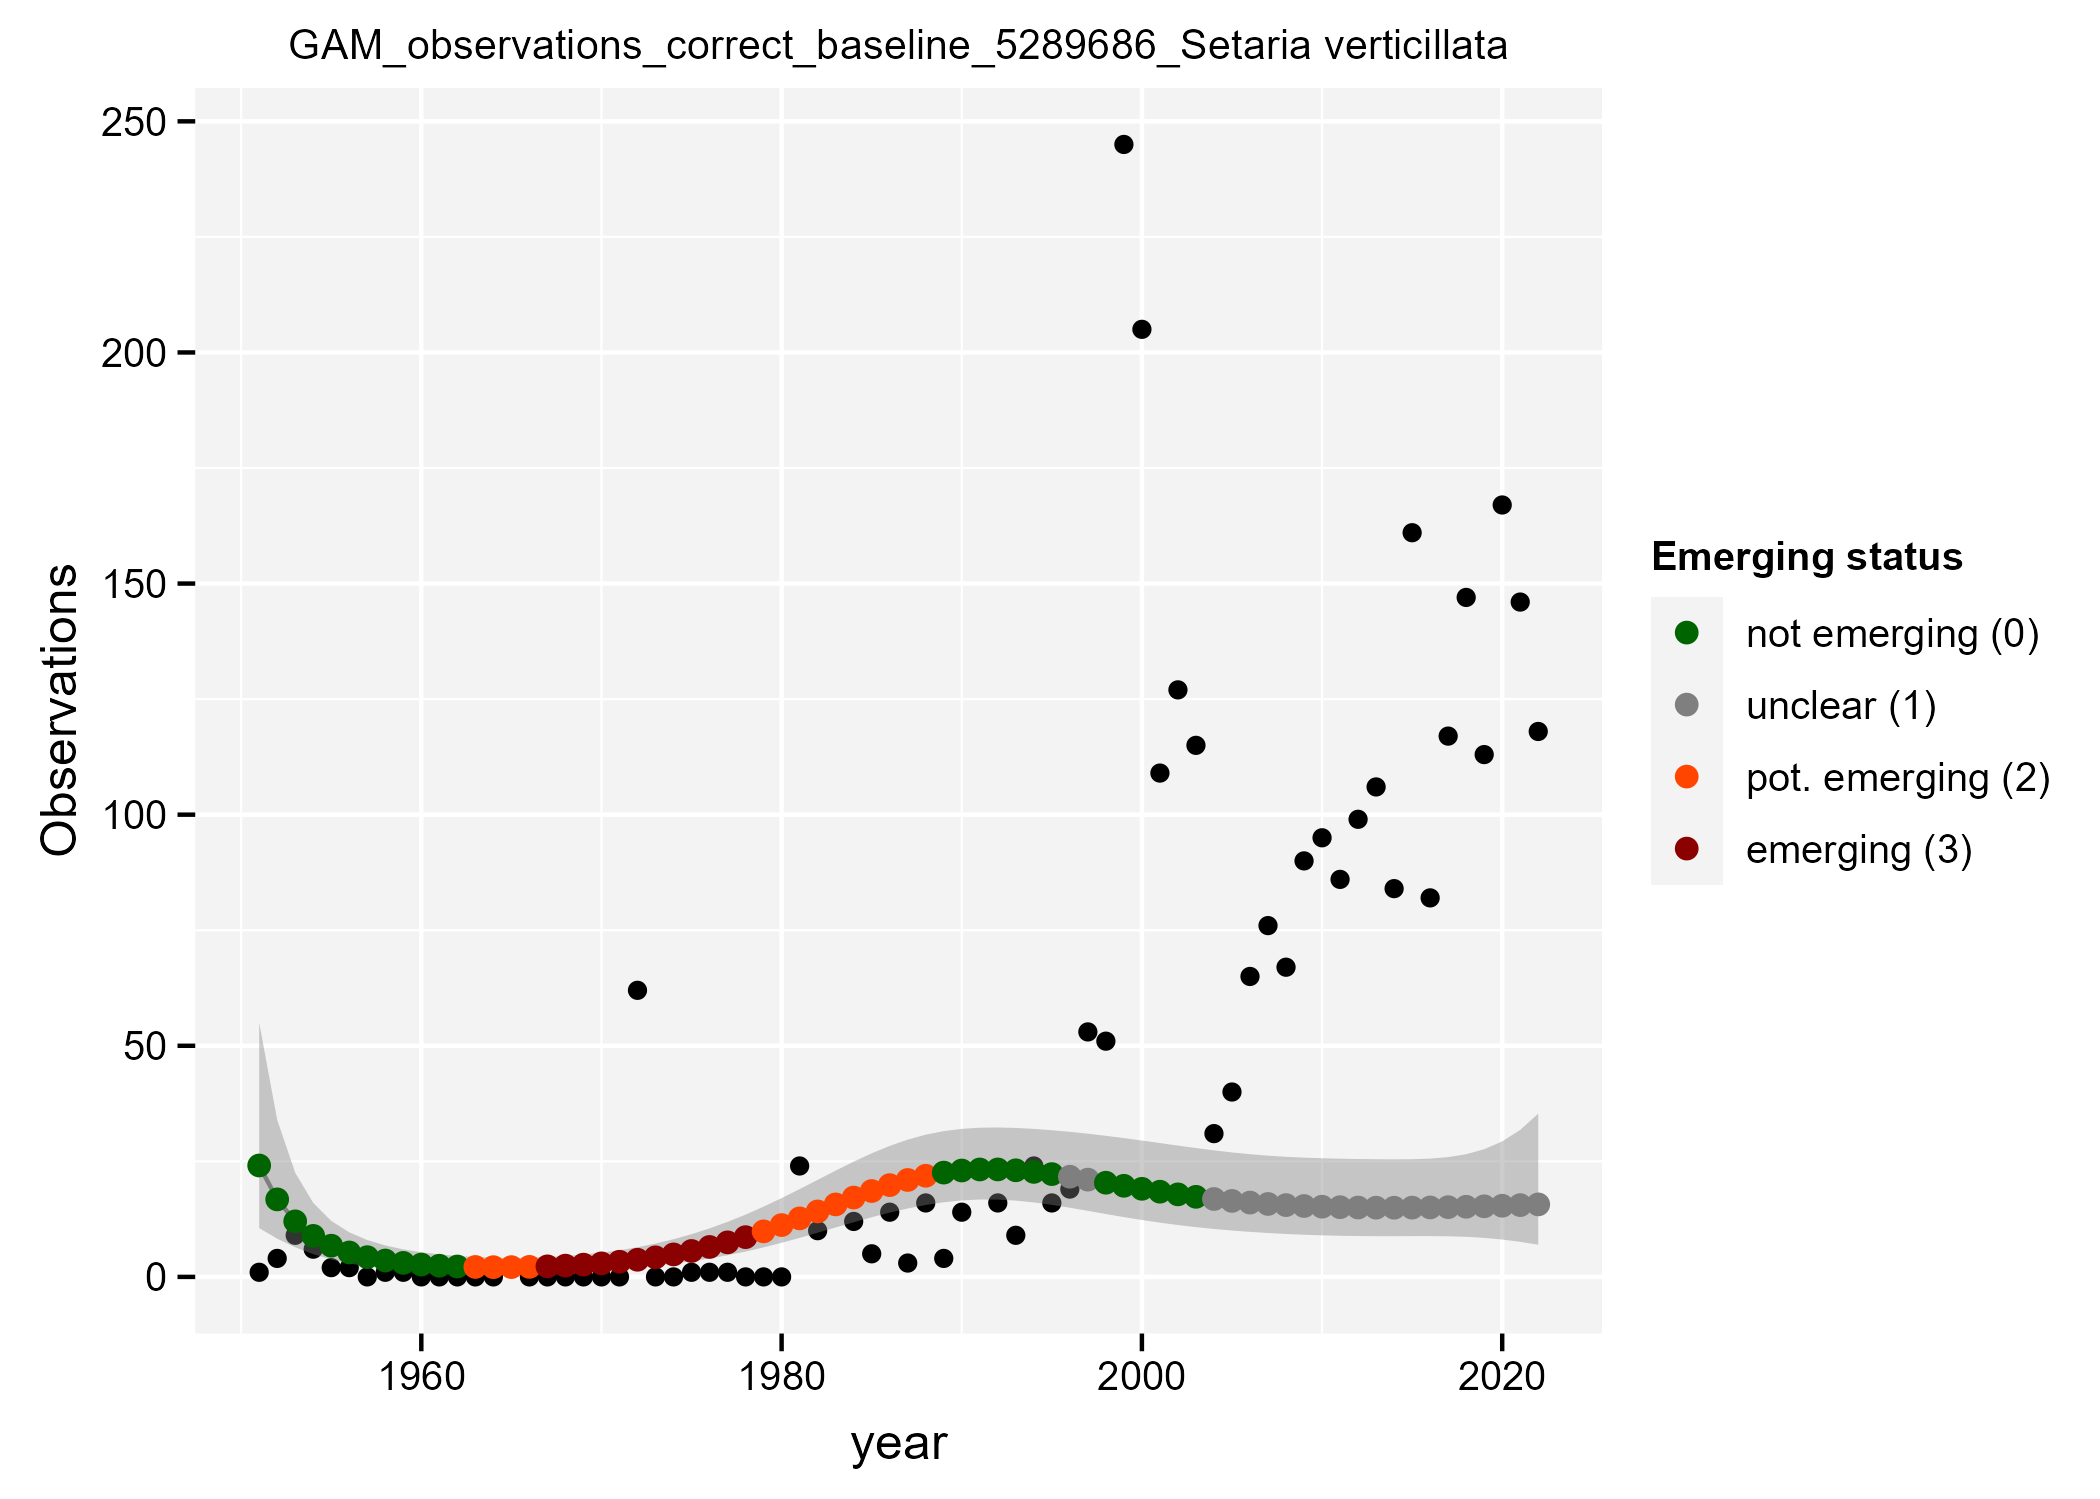 GAM_observations_correct_baseline_5289686_Setaria verticillata
250
200
150
100
50
0
Observations
1960
1980
2000
2020
year
Emerging status
not emerging (0)
unclear (1)
pot. emerging (2)
emerging (3)